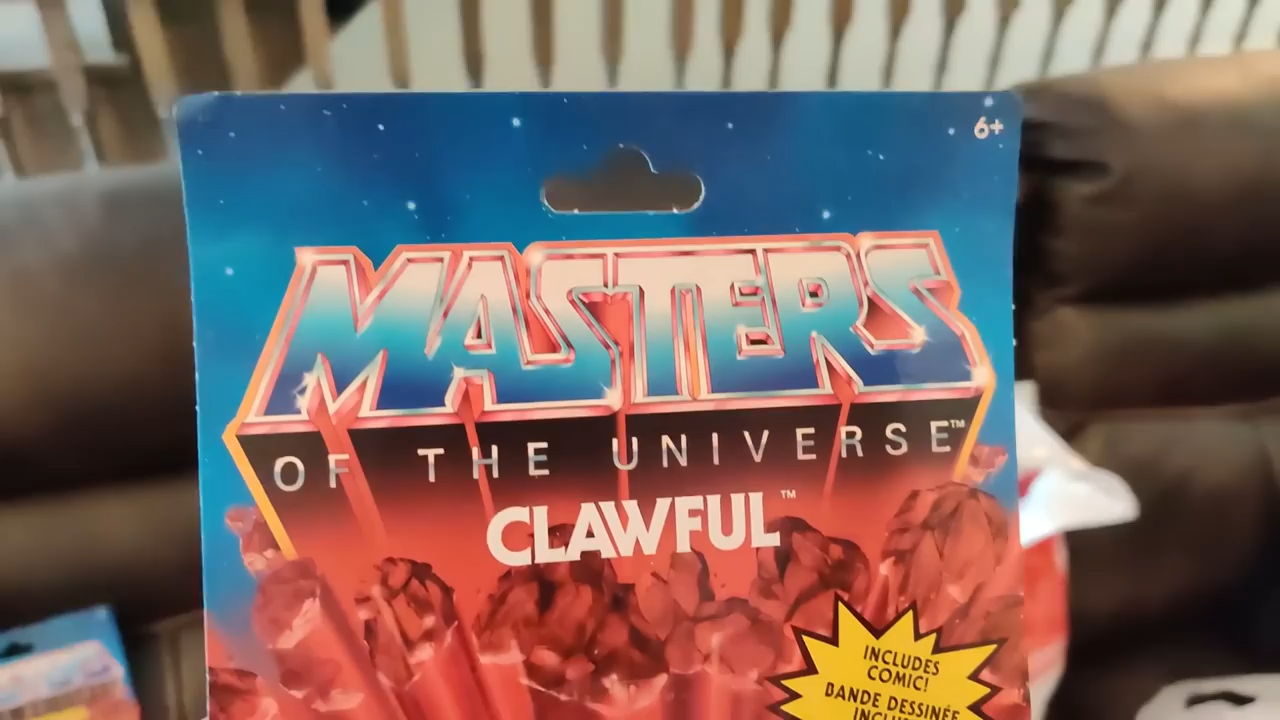 6+
MASTERS
OF THE UNIVERSE™
CLAWFUL™
INCLUDES
COMIC!
BANDE DESSINÉE